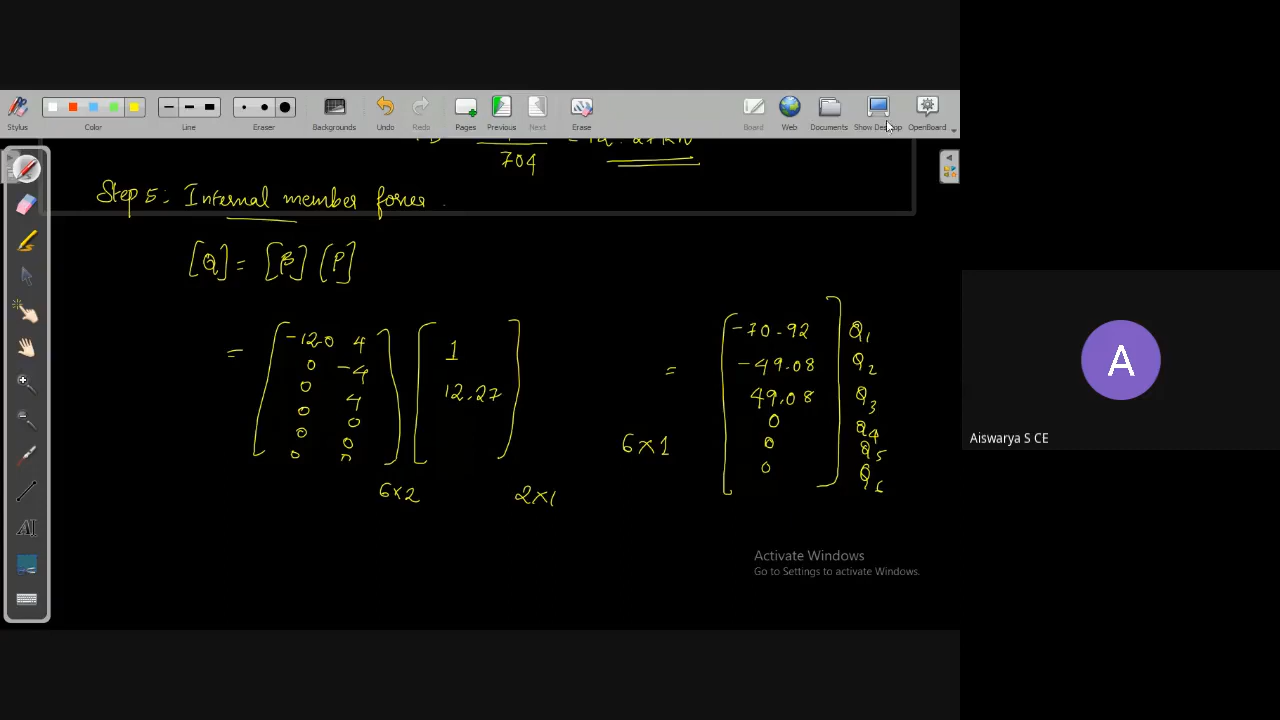 Stylus Color Line Eraser Backgrounds Undo Redo Pages Previous Next Erase Board Web Documents Show Desktop OpenBoard
704
Step 5: Internal member forces.
[Q] = [β] [P]
= [-120 4
0 -4
0 4
0 0
0 0
0 0] 6×2
[1
12.27] 2×1
= [-70.92
-49.08
49.08
0
0
0] 6×1
Q1
Q2
Q3
Q4
Q5
Q6
A
Aiswarya S CE
Activate Windows
Go to Settings to activate Windows.